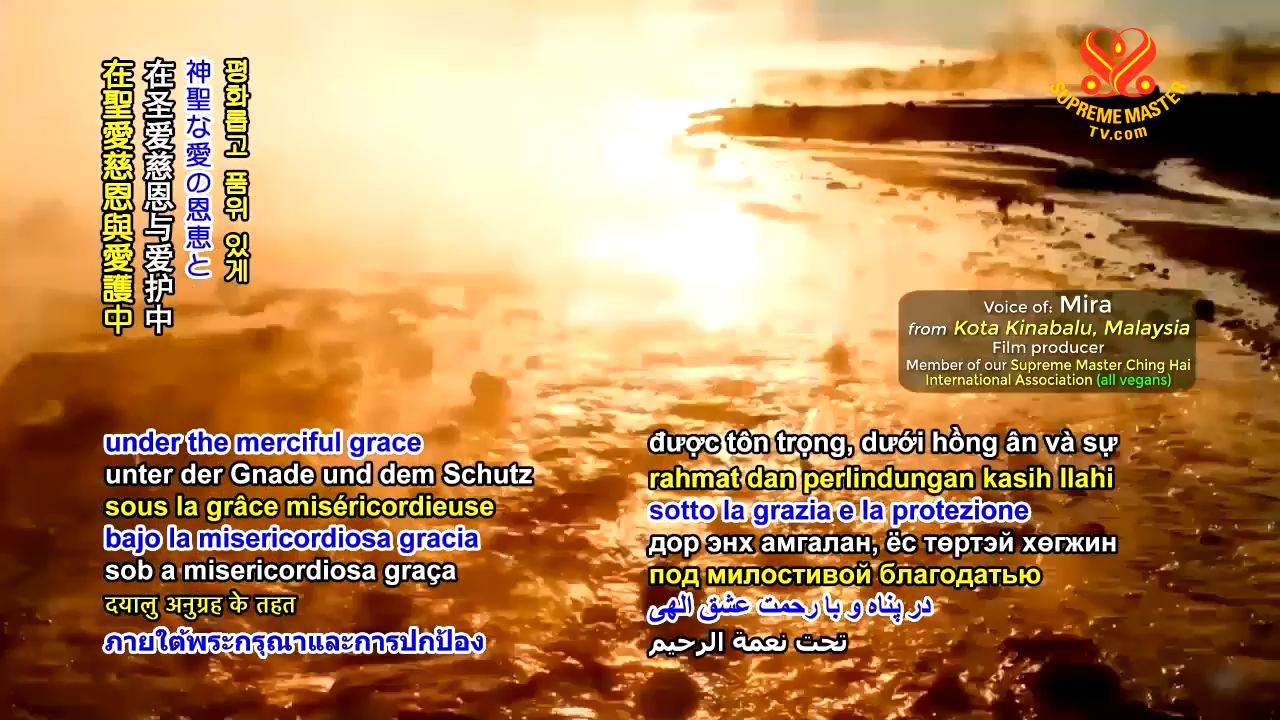 평화롭고 품위 있게
神聖な愛の恩恵と
在圣爱慈恩与爱护中
在聖愛慈恩與愛護中
SUPREME MASTER
TV.com
Voice of: Mira
from Kota Kinabalu, Malaysia
Film producer
Member of our Supreme Master Ching Hai
International Association (all vegans)
under the merciful grace
unter der Gnade und dem Schutz
sous la grâce miséricordieuse
bajo la misericordiosa gracia
sob a misericordiosa graça
दयालु अनुग्रह के तहत
ภายใต้พระกรุณาและการปกป้อง
được tôn trọng, dưới hồng ân và sự
rahmat dan perlindungan kasih Ilahi
sotto la grazia e la protezione
дор энх амгалан, ёс төртэй хөгжин
под милостивой благодатью
در پناه و با رحمت عشق الهی
تحت نعمة الرحيم